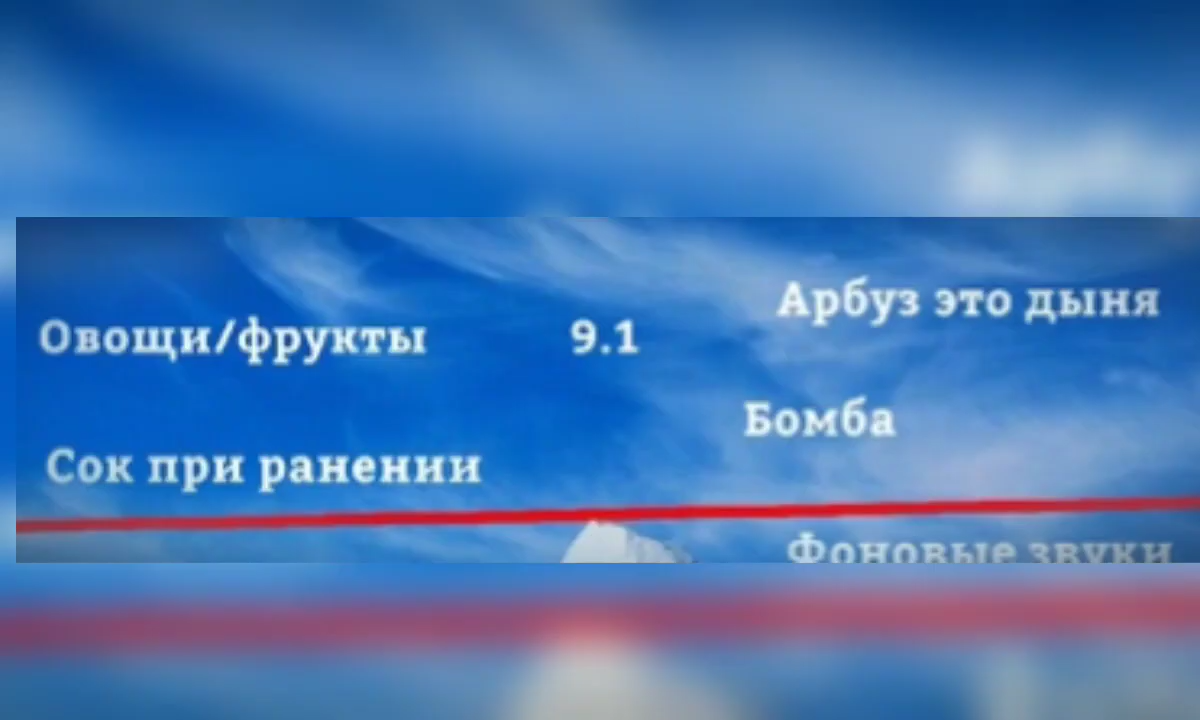 Арбуз это дыня
Овощи/фрукты 9.1
Бомба
Сок при ранении
Фоновые звуки